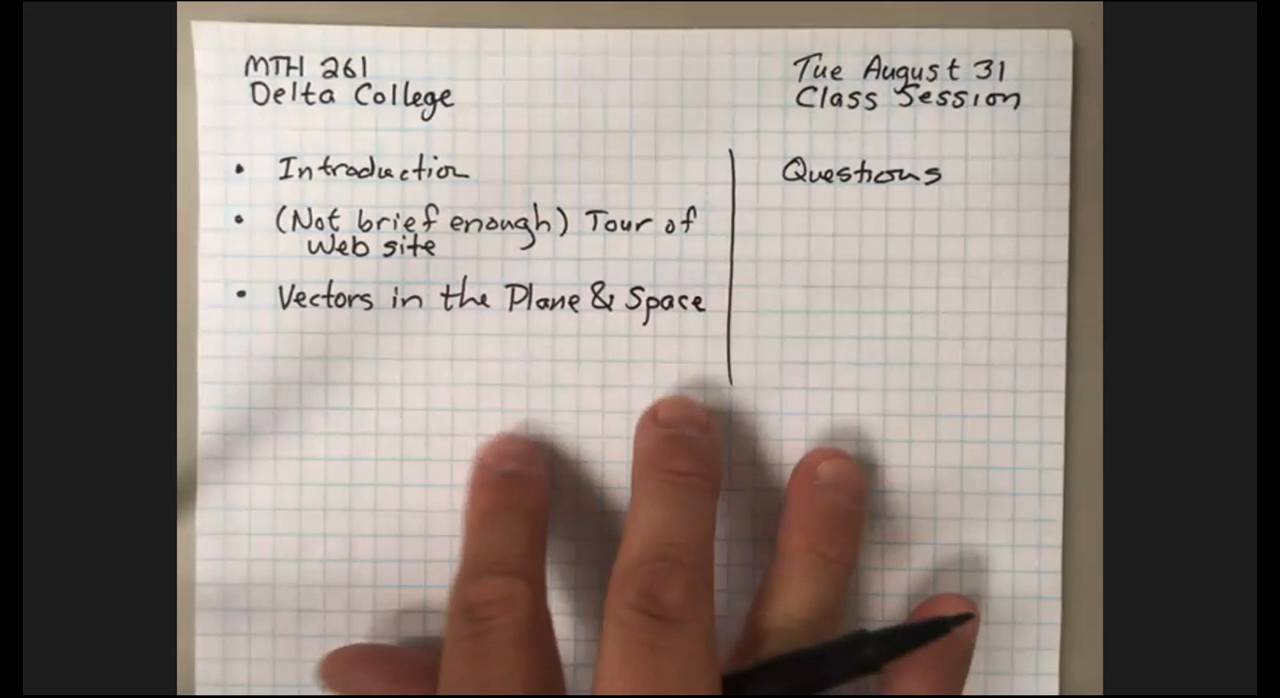 MTH 261
Delta College
Tue August 31
Class Session
• Introduction
• (Not brief enough) Tour of
Web site
• Vectors in the Plane & Space
Questions